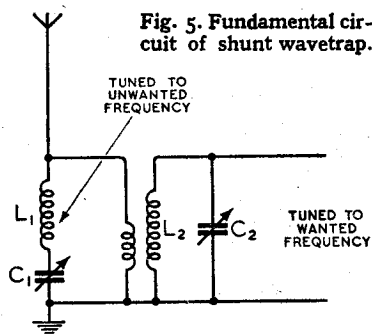 Fig. 5. Fundamental cir-
cuit of shunt wavetrap.
TUNED TO
UNWANTED
FREQUENCY
L1
C1
L2
C2
TUNED TO
WANTED
FREQUENCY